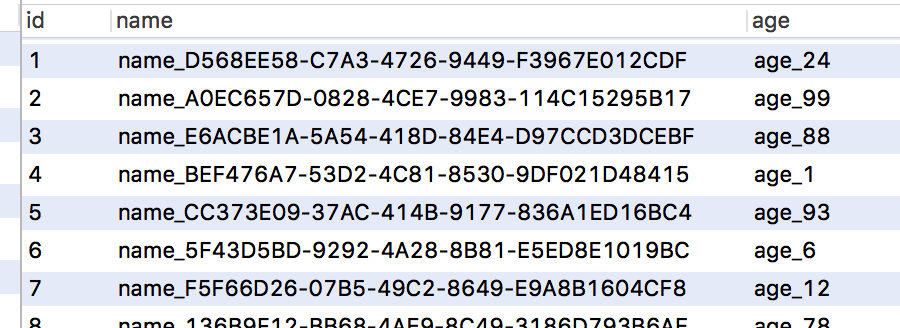 id name age
1 name_D568EE58-C7A3-4726-9449-F3967E012CDF age_24
2 name_A0EC657D-0828-4CE7-9983-114C15295B17 age_99
3 name_E6ACBE1A-5A54-418D-84E4-D97CCD3DCEBF age_88
4 name_BEF476A7-53D2-4C81-8530-9DF021D48415 age_1
5 name_CC373E09-37AC-414B-9177-836A1ED16BC4 age_93
6 name_5F43D5BD-9292-4A28-8B81-E5ED8E1019BC age_6
7 name_F5F66D26-07B5-49C2-8649-E9A8B1604CF8 age_12
8 age_78